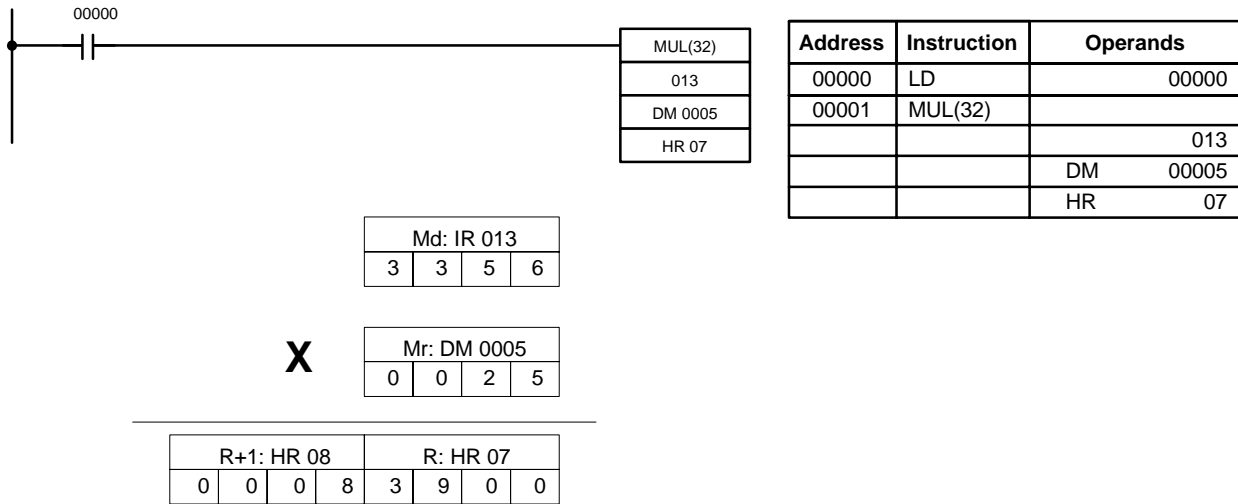 00000
MUL(32)
013
DM 0005
HR 07
Address Instruction Operands
00000 LD 00000
00001 MUL(32)
013
DM 00005
HR 07
Md: IR 013
3 3 5 6
X
Mr: DM 0005
0 0 2 5
R+1: HR 08 R: HR 07
0 0 0 8 3 9 0 0